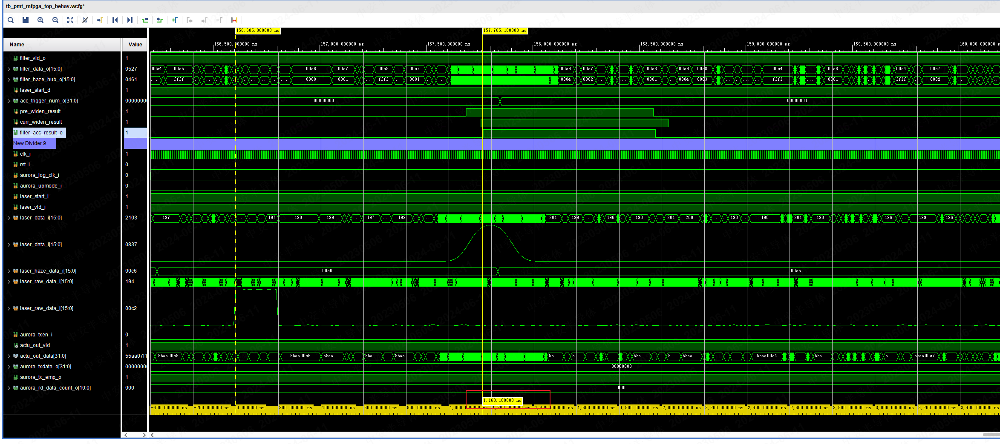 tb_pmt_mfpga_top_behav.wcfg*
156,605.000000 ns 157,765.100000 ns
Name Value 156,500.000000 ns 157,000.000000 ns 157,500.000000 ns 158,000.000000 ns 158,500.000000 ns 159,000.000000 ns 159,500.000000 ns 160,000.000000
filter_vld_o 1
filter_data_o[15:0] 0527 00c4 00c5 00c6 00c7 00c5 00c7 00c9 00c7 00c6 00c9 00c8 00c4 00c6 00c4 00c7
filter_haze_hub_o[15:0] 0461 ffff 0000 0001 ffff 0001 0004 0002 0001 0004 0003 ffff 0001 ffff 0002
laser_start_d 1
acc_trigger_num_o[31:0] 00000000 00000000 00000001
pre_widen_result 1
curr_widen_result 1
filter_acc_result_o 1
New Divider 9
clk_i 1
rst_i 0
aurora_log_clk_i 0
aurora_upmode_i 0
laser_start_i 1
laser_vld_i 1
laser_data_i[15:0] 2103 197 197 198 199 197 199 201 199 196 198 201 200 198 196 201 198 196 199 196
laser_data_i[15:0] 0837
laser_haze_data_i[15:0] 00c6 00c6 00c5
laser_raw_data_i[15:0] 194
laser_raw_data_i[15:0] 00c2
aurora_txen_i 0
actu_out_vld 1
actu_out_data[31:0] 55aa07f1 55aa00c5 55aa00c6 55aa... 55a... 55aa... 55... 5... 55a... 5... 55aa... 55aa00c4 55a... 5... 55aa00c7
aurora_txdata_o[31:0] 00000000 00000000
aurora_tx_emp_o 1
aurora_rd_data_count_o[10:0] 000 000
1,160.100000 ns
-400.000000 ns -200.000000 ns 0.000000 ns 200.000000 ns 400.000000 ns 600.000000 ns 800.000000 ns 1,000.000000 ns 1,200.000000 ns 1,400.000000 ns 1,600.000000 ns 1,800.000000 ns 2,000.000000 ns 2,200.000000 ns 2,400.000000 ns 2,600.000000 ns 2,800.000000 ns 3,000.000000 ns 3,200.000000 ns 3,400.000000 ns